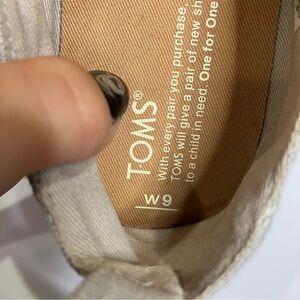 TOMS®
With every pair you purchase,
TOMS will give a pair of new sh
to a child in need. One for One
W9